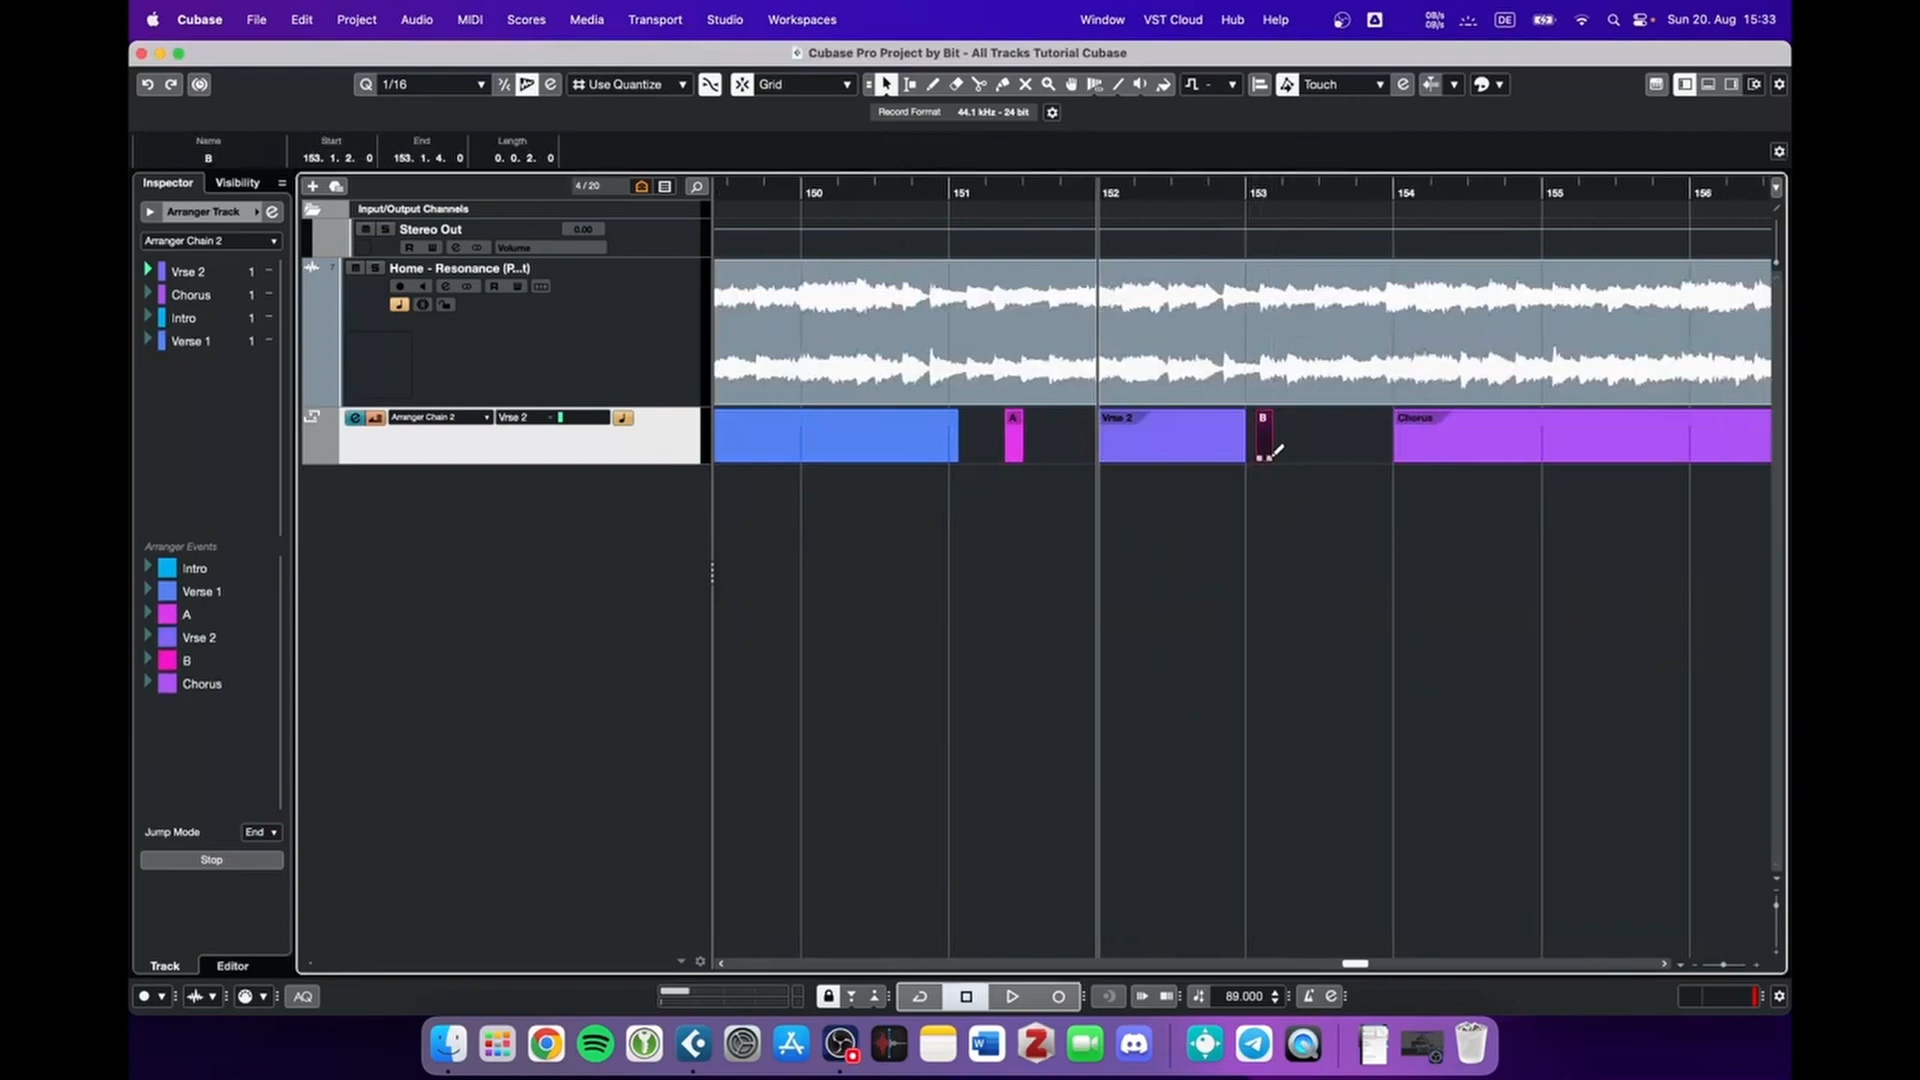 Cubase File Edit Project Audio MIDI Scores Media Transport Studio Workspaces Window VST Cloud Hub Help DE Sun 20. Aug 15:33
Cubase Pro Project by Bit - All Tracks Tutorial Cubase
Q 1/16 Use Quantize Grid Touch
Record Format 44.1 kHz - 24 bit
Name Start End Length
B 153. 1. 2. 0 153. 1. 4. 0 0. 0. 2. 0
Inspector Visibility
4 / 20
150 151 152 153 154 155 156
Arranger Track
Input/Output Channels
m S Stereo Out 0.00
R W e Volume
Arranger Chain 2
Vrse 2 1
Chorus 1
Intro 1
Verse 1 1
7 m S Home - Resonance (P...t)
e R W
Arranger Chain 2 Vrse 2
A Vrse 2 B Chorus
Arranger Events
Intro
Verse 1
A
Vrse 2
B
Chorus
Jump Mode End
Stop
Track Editor
AQ 89.000
W Z